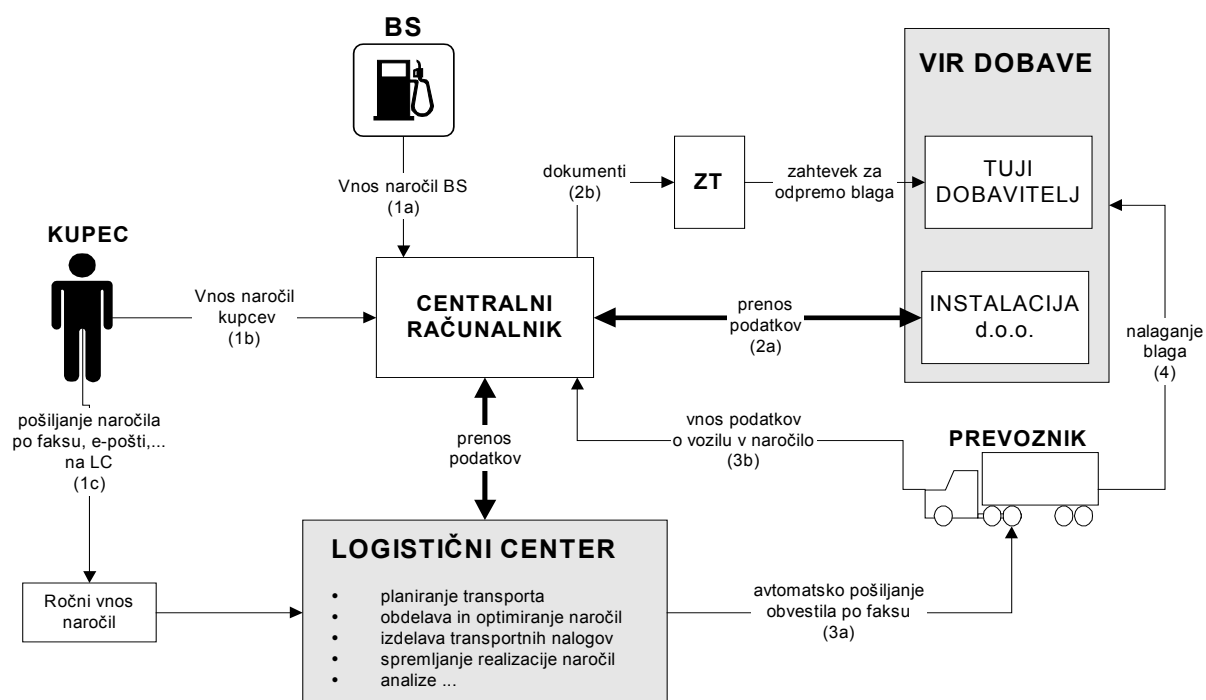 BS
VIR DOBAVE
Vnos naročil BS
(1a)
dokumenti
(2b)
ZT
zahtevek za
odpremo blaga
TUJI
DOBAVITELJ
KUPEC
Vnos naročil
kupcev
(1b)
CENTRALNI
RAČUNALNIK
prenos
podatkov
(2a)
INSTALACIJA
d.o.o.
nalaganje
blaga
(4)
pošiljanje naročila
po faksu, e-pošti,...
na LC
(1c)
prenos
podatkov
vnos podatkov
o vozilu v naročilo
(3b)
PREVOZNIK
Ročni vnos
naročil
LOGISTIČNI CENTER
• planiranje transporta
• obdelava in optimiranje naročil
• izdelava transportnih nalogov
• spremljanje realizacije naročil
• analize ...
avtomatsko pošiljanje
obvestila po faksu
(3a)